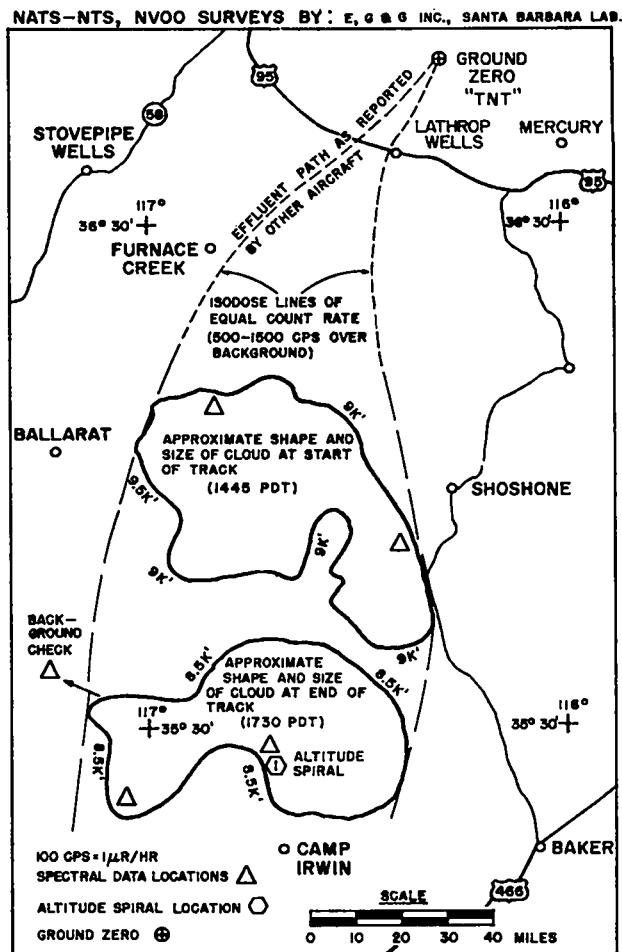 NATS-NTS, NVOO SURVEYS BY: E, G & G INC., SANTA BARBARA LAB.
95
GROUND
ZERO
"TNT"
58
STOVEPIPE
WELLS
EFFLUENT PATH AS REPORTED
BY OTHER AIRCRAFT
LATHROP
WELLS
MERCURY
95
117°
36° 30'
116°
36° 30'
FURNACE
CREEK
ISODOSE LINES OF
EQUAL COUNT RATE
(500-1500 CPS OVER
BACKGROUND)
9K'
BALLARAT
APPROXIMATE SHAPE AND
SIZE OF CLOUD AT START
OF TRACK
(1445 PDT)
9.5K'
SHOSHONE
9K'
9K'
9K'
BACK-
GROUND
CHECK
8.5K'
APPROXIMATE
SHAPE AND SIZE
OF CLOUD AT END OF
TRACK
(1730 PDT)
8.5K'
117°
35° 30'
116°
35° 30'
8.5K'
8.5K'
1
ALTITUDE
SPIRAL
CAMP
IRWIN
BAKER
100 CPS = 1μR/HR
SPECTRAL DATA LOCATIONS
ALTITUDE SPIRAL LOCATION
GROUND ZERO
466
SCALE
0 10 20 30 40 MILES